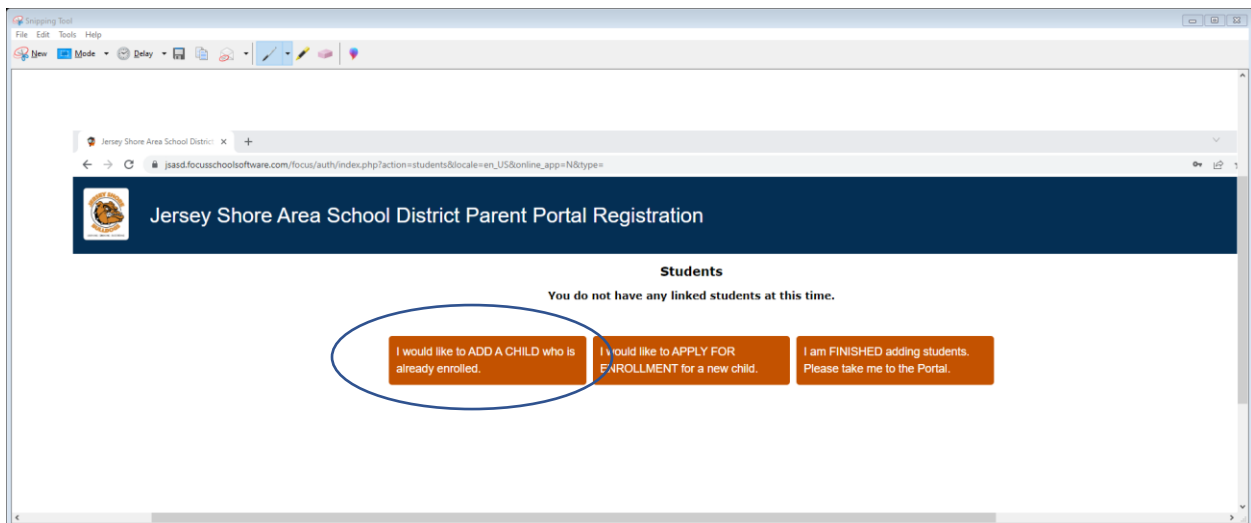 Snipping Tool
File Edit Tools Help
New Mode Delay
Jersey Shore Area School District
jsasd.focusschoolsoftware.com/focus/auth/index.php?action=students&locale=en_US&online_app=N&type=
Jersey Shore Area School District Parent Portal Registration
Students
You do not have any linked students at this time.
I would like to ADD A CHILD who is
already enrolled.
I would like to APPLY FOR
ENROLLMENT for a new child.
I am FINISHED adding students.
Please take me to the Portal.